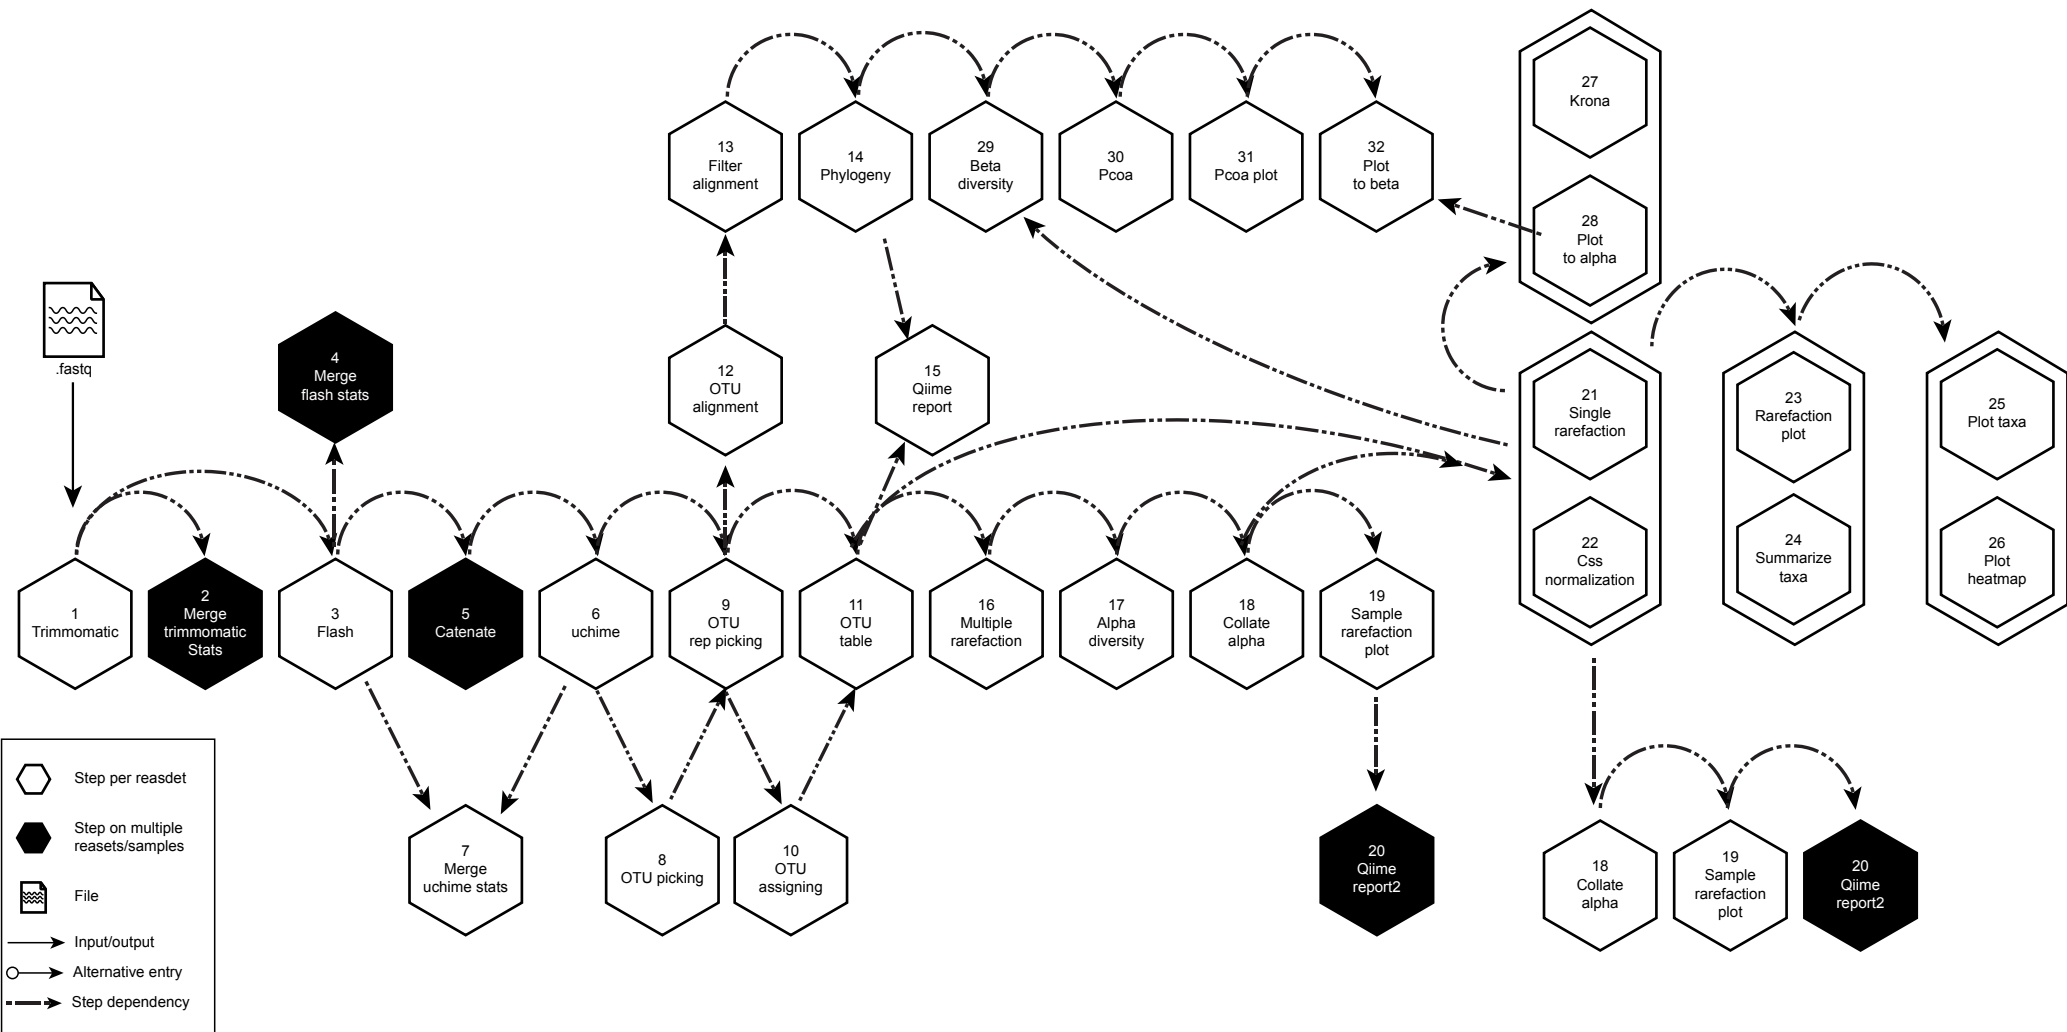 27
Krona
13
Filter
alignment
14
Phylogeny
29
Beta
diversity
30
Pcoa
31
Pcoa plot
32
Plot
to beta
28
Plot
to alpha
.fastq
4
Merge
flash stats
12
OTU
alignment
15
Qiime
report
21
Single
rarefaction
23
Rarefaction
plot
25
Plot taxa
22
Css
normalization
24
Summarize
taxa
26
Plot
heatmap
1
Trimmomatic
2
Merge
trimmomatic
Stats
3
Flash
5
Catenate
6
uchime
9
OTU
rep picking
11
OTU
table
16
Multiple
rarefaction
17
Alpha
diversity
18
Collate
alpha
19
Sample
rarefaction
plot
7
Merge
uchime stats
8
OTU picking
10
OTU
assigning
20
Qiime
report2
18
Collate
alpha
19
Sample
rarefaction
plot
20
Qiime
report2
Step per reasdet
Step on multiple
reasets/samples
File
Input/output
Alternative entry
Step dependency